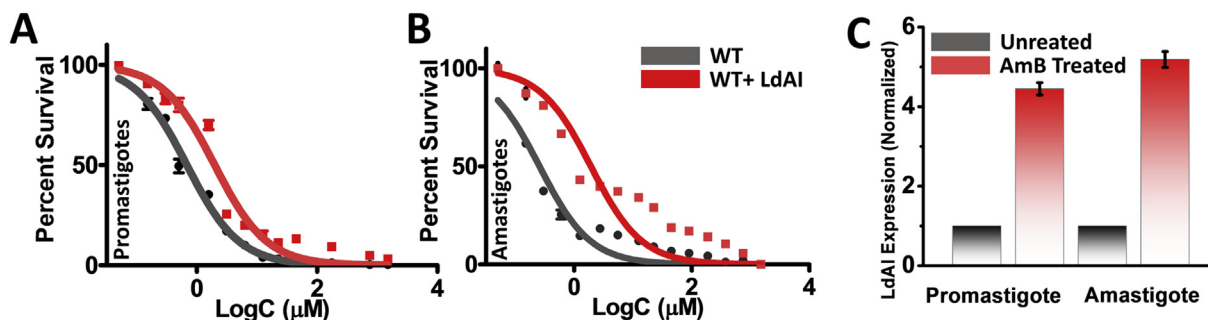 A
Percent Survival
Promastigotes
100
50
0
0
2
4
LogC (μM)
B
WT
WT+ LdAI
Percent Survival
Amastigotes
100
50
0
0
2
4
LogC (μM)
C
Unreated
AmB Treated
LdAI Expression (Normalized)
6
4
2
0
Promastigote
Amastigote